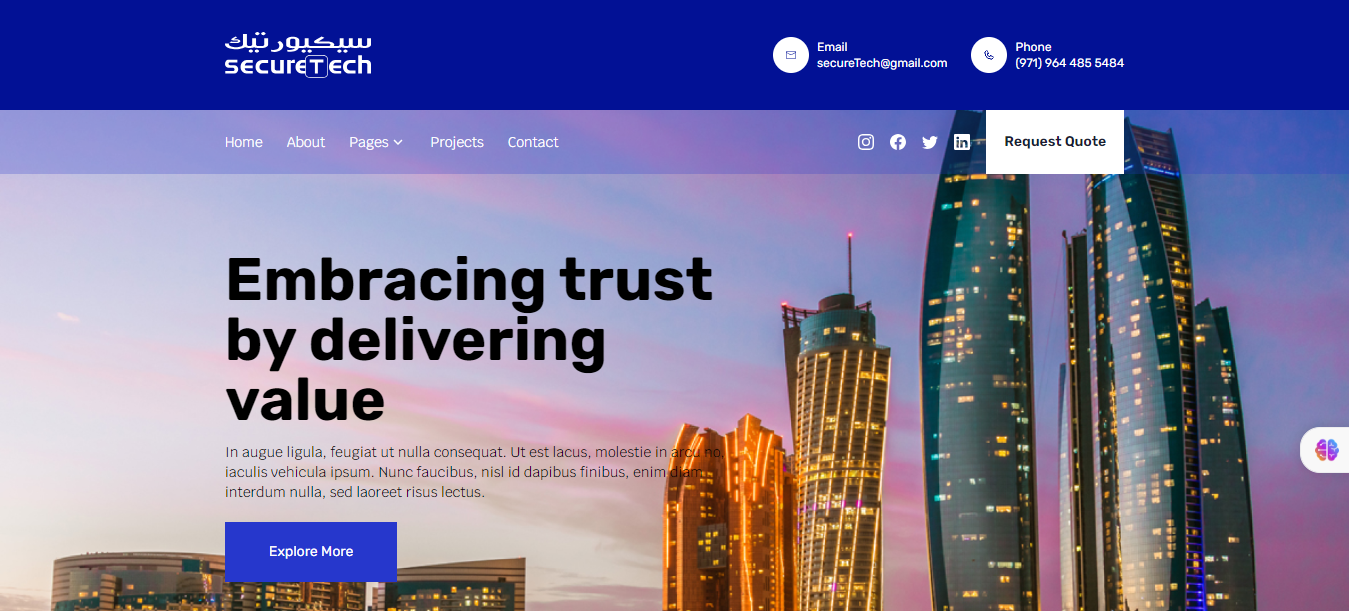 سيكيورتيك
securetech
Email
secureTech@gmail.com
Phone
(971) 964 485 5484
Home
About
Pages
Projects
Contact
Request Quote
Embracing trust
by delivering
value
In augue ligula, feugiat ut nulla consequat. Ut est lacus, molestie in arcu no,
iaculis vehicula ipsum. Nunc faucibus, nisl id dapibus finibus, enim diam
interdum nulla, sed laoreet risus lectus.
Explore More